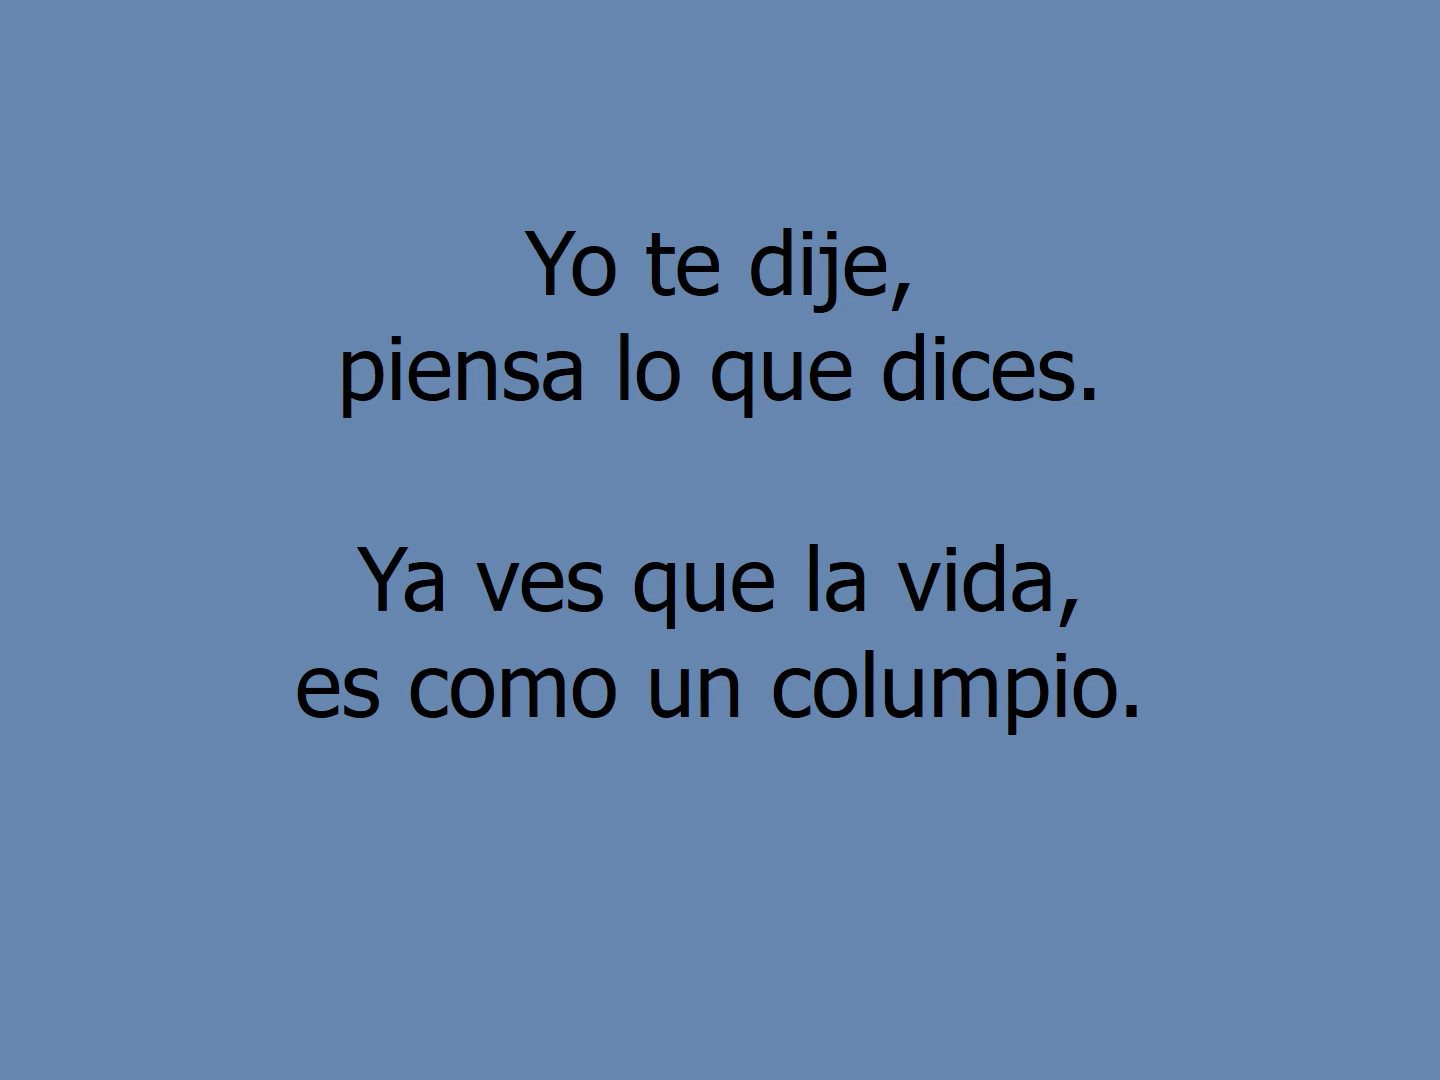 Yo te dije,
piensa lo que dices.
Ya ves que la vida,
es como un columpio.